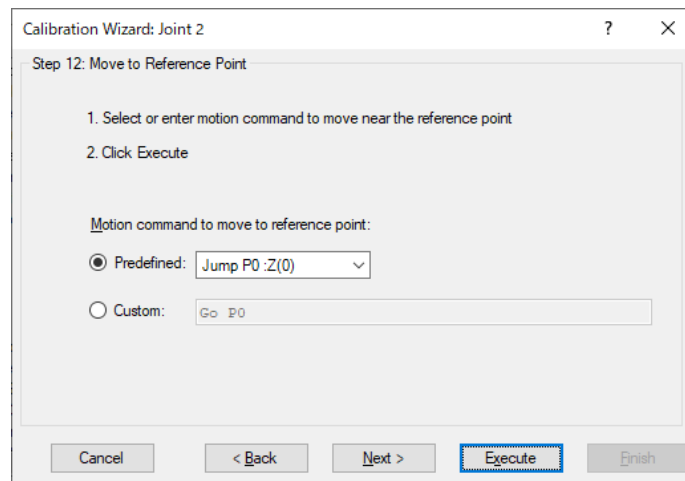 Calibration Wizard: Joint 2
?
Step 12: Move to Reference Point
1. Select or enter motion command to move near the reference point
2. Click Execute
Motion command to move to reference point:
Predefined: Jump P0 :Z(0)
Custom: Go P0
Cancel < Back Next > Execute Finish